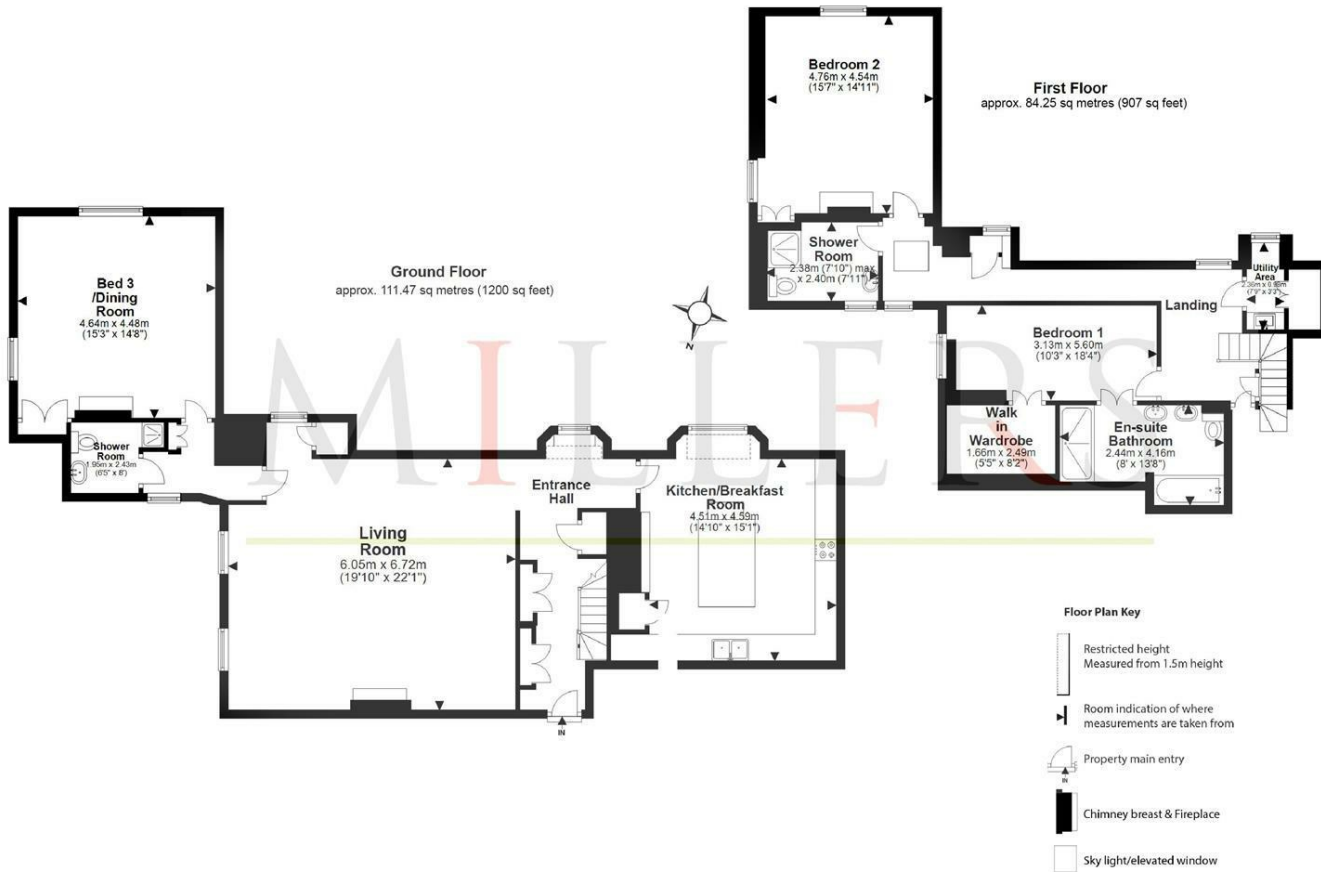 Bedroom 2
4.76m x 4.54m
(15'7" x 14'11")
First Floor
approx. 84.25 sq metres (907 sq feet)
Bed 3
/Dining
Room
4.64m x 4.48m
(15'3" x 14'8")
Ground Floor
approx. 111.47 sq metres (1200 sq feet)
Shower
Room
2.38m (7'10") max
x 2.40m (7'11")
Utility
Area
Landing
N
Bedroom 1
3.13m x 5.60m
(10'3" x 18'4")
MILLERS
Walk
in
Wardrobe
1.66m x 2.49m
(5'5" x 8'2")
En-suite
Bathroom
2.44m x 4.16m
(8' x 13'8")
Shower
Room
1.95m x 2.43m
(6'5" x 8')
Entrance
Hall
Kitchen/Breakfast
Room
4.51m x 4.59m
(14'10" x 15'1")
Living
Room
6.05m x 6.72m
(19'10" x 22'1")
IN
Floor Plan Key
Restricted height
Measured from 1.5m height
Room indication of where
measurements are taken from
Property main entry
IN
Chimney breast & Fireplace
Sky light/elevated window